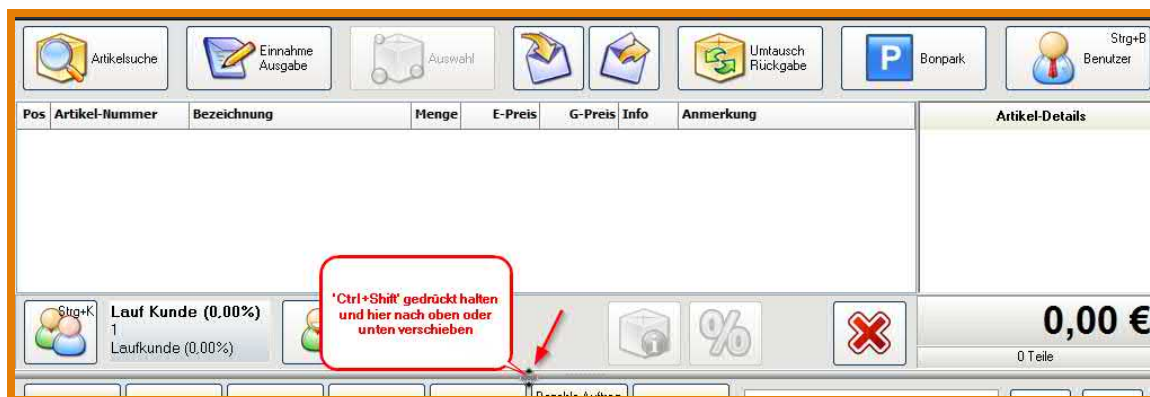 Artikelsuche
Einnahme
Ausgabe
Auswahl
Umtausch
Rückgabe
P
Bonpark
Strg+B
Benutzer
Pos Artikel-Nummer Bezeichnung Menge E-Preis G-Preis Info Anmerkung
Artikel-Details
'Ctrl+Shift' gedrückt halten
und hier nach oben oder
unten verschieben
Strg+K
Lauf Kunde (0,00%)
1
Laufkunde (0,00%)
%
0,00 €
0 Teile